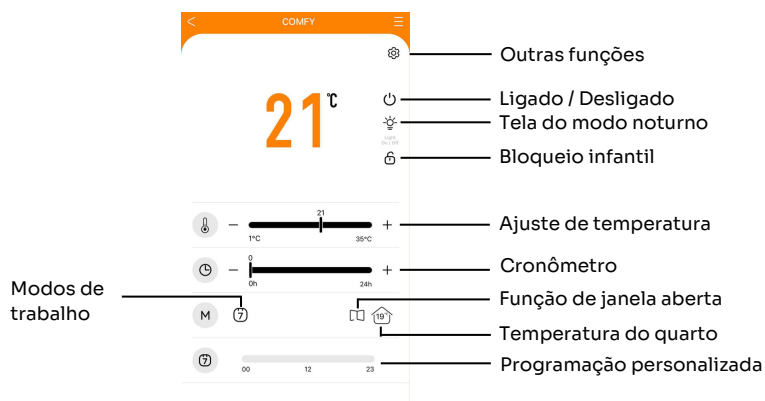 < COMFY
Outras funções
21 °C
Ligado / Desligado
Tela do modo noturno
Light
On / Off
Bloqueio infantil
21
− +
Ajuste de temperatura
1°C 35°C
0
− +
Cronômetro
0h 24h
Modos de
trabalho
Função de janela aberta
M 7 19°
Temperatura do quarto
7
Programação personalizada
00 12 23